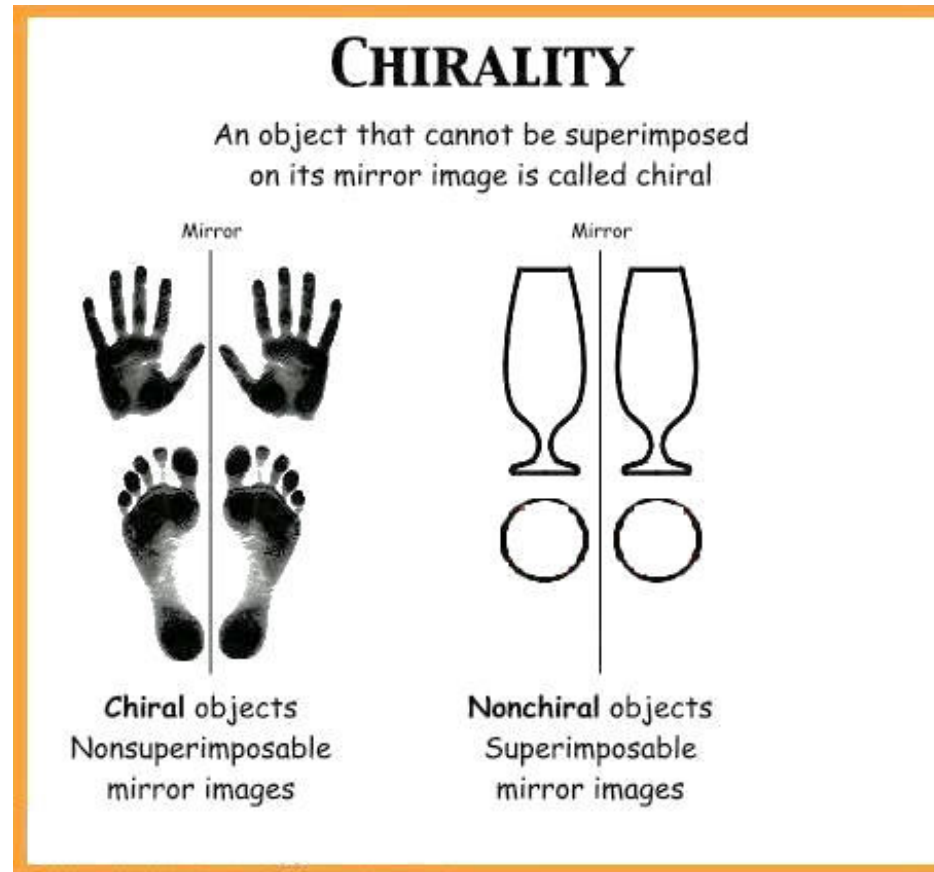 CHIRALITY
An object that cannot be superimposed
on its mirror image is called chiral
Mirror
Mirror
Chiral objects
Nonsuperimposable
mirror images
Nonchiral objects
Superimposable
mirror images